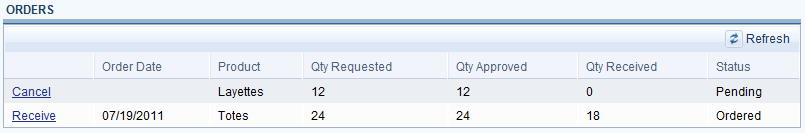 ORDERS
Refresh
Order Date Product Qty Requested Qty Approved Qty Received Status
Cancel Layettes 12 12 0 Pending
Receive 07/19/2011 Totes 24 24 18 Ordered